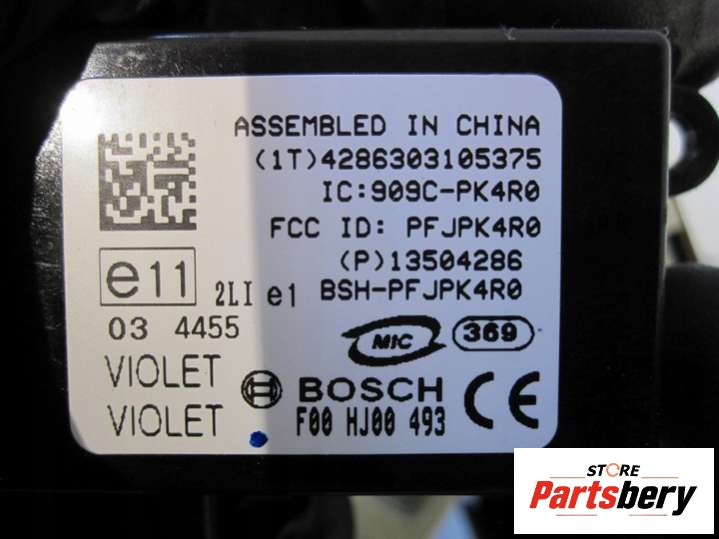 ASSEMBLED IN CHINA
(1T)4286303105375
IC:909C-PK4R0
FCC ID: PFJPK4R0
(P)13504286
e11 2LI e1 BSH-PFJPK4R0
03 4455
MIC 369
VIOLET
VIOLET
BOSCH CE
F00 HJ00 493
STORE
Partsbery